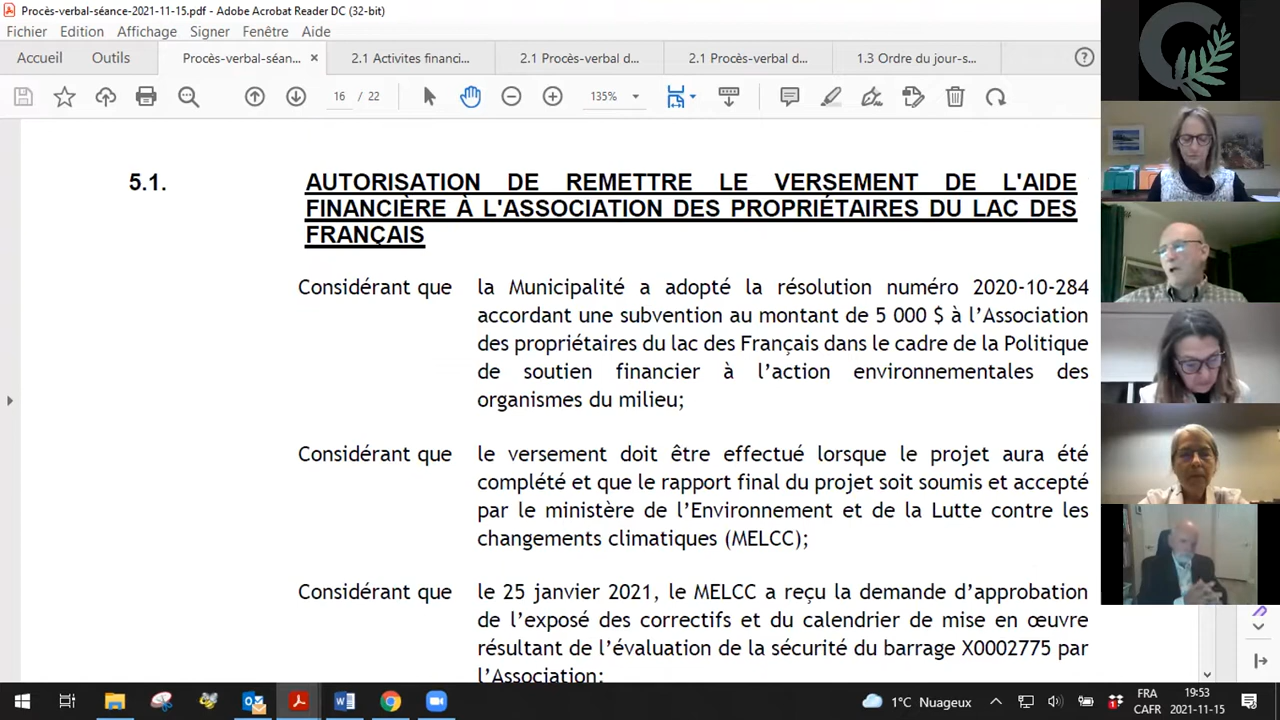 Procès-verbal-séance-2021-11-15.pdf - Adobe Acrobat Reader DC (32-bit)
Fichier Edition Affichage Signer Fenêtre Aide
Accueil Outils Procès-verbal-séan... × 2.1 Activites financi... 2.1 Procès-verbal d... 2.1 Procès-verbal d... 1.3 Ordre du jour-s...
16 / 22 135%
5.1. AUTORISATION DE REMETTRE LE VERSEMENT DE L'AIDE
FINANCIÈRE À L'ASSOCIATION DES PROPRIÉTAIRES DU LAC DES
FRANÇAIS
Considérant que la Municipalité a adopté la résolution numéro 2020-10-284
accordant une subvention au montant de 5 000 $ à l’Association
des propriétaires du lac des Français dans le cadre de la Politique
de soutien financier à l’action environnementales des
organismes du milieu;
Considérant que le versement doit être effectué lorsque le projet aura été
complété et que le rapport final du projet soit soumis et accepté
par le ministère de l’Environnement et de la Lutte contre les
changements climatiques (MELCC);
Considérant que le 25 janvier 2021, le MELCC a reçu la demande d’approbation
de l’exposé des correctifs et du calendrier de mise en œuvre
résultant de l’évaluation de la sécurité du barrage X0002775 par
l’Association;
1°C Nuageux FRA 19:53
CAFR 2021-11-15